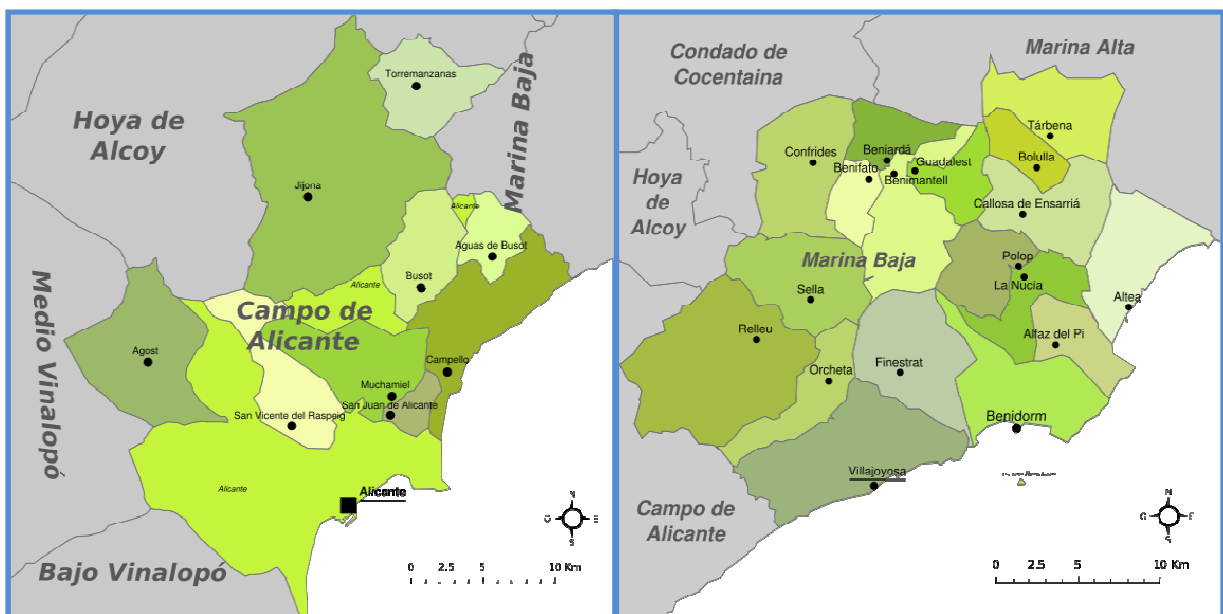 Torremanzanas
Hoya de
Alcoy
Marina Baja
Jijona
Alicante
Aguas de Busot
Busot
Alicante
Medio Vinalopó
Campo de
Alicante
Agost
Campello
Muchamiel
San Juan de Alicante
San Vicente del Raspeig
Alicante
Alicante
N
O
E
S
Bajo Vinalopó
0 2.5 5 10 Km
Condado de
Cocentaina
Marina Alta
Tárbena
Confrides
Beniardá
Guadalest
Bolulla
Benifato
Benimantell
Hoya
de
Alcoy
Callosa de Ensarriá
Marina Baja
Polop
La Nucia
Sella
Altea
Relleu
Alfaz del Pi
Finestrat
Orcheta
Benidorm
Villajoyosa
Campo de
Alicante
N
E
S
0 2.5 5 10 Km